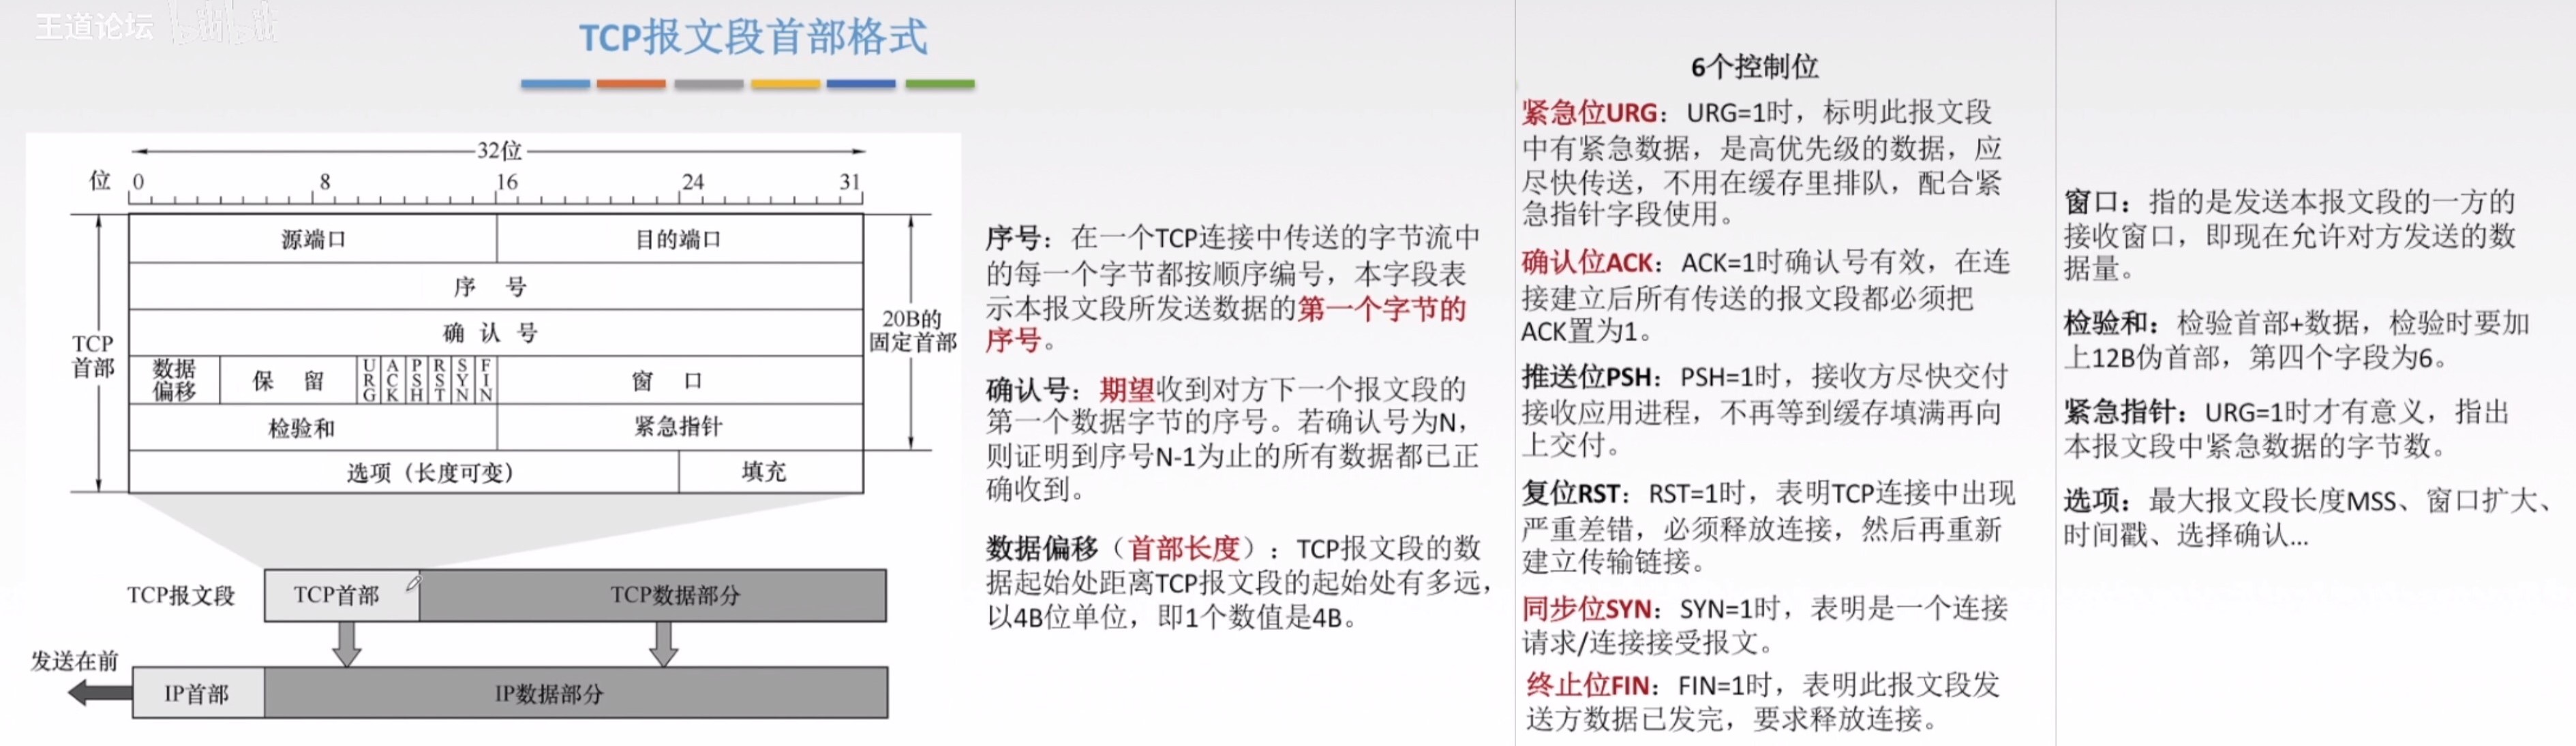 王道论坛 bilibili
TCP报文段首部格式
32位
位 0 8 16 24 31
源端口 目的端口
序 号
确 认 号
数据偏移 保 留 URG ACK PSH RST SYN FIN 窗 口
检验和 紧急指针
选项（长度可变） 填充
TCP首部
20B的固定首部
TCP报文段 TCP首部 TCP数据部分
发送在前
IP首部 IP数据部分
序号：在一个TCP连接中传送的字节流中
的每一个字节都按顺序编号，本字段表
示本报文段所发送数据的第一个字节的
序号。
确认号：期望收到对方下一个报文段的
第一个数据字节的序号。若确认号为N，
则证明到序号N-1为止的所有数据都已正
确收到。
数据偏移（首部长度）：TCP报文段的数
据起始处距离TCP报文段的起始处有多远，
以4B位单位，即1个数值是4B。
6个控制位
紧急位URG：URG=1时，标明此报文段
中有紧急数据，是高优先级的数据，应
尽快传送，不用在缓存里排队，配合紧
急指针字段使用。
确认位ACK：ACK=1时确认号有效，在连
接建立后所有传送的报文段都必须把
ACK置为1。
推送位PSH：PSH=1时，接收方尽快交付
接收应用进程，不再等到缓存填满再向
上交付。
复位RST：RST=1时，表明TCP连接中出现
严重差错，必须释放连接，然后再重新
建立传输链接。
同步位SYN：SYN=1时，表明是一个连接
请求/连接接受报文。
终止位FIN：FIN=1时，表明此报文段发
送方数据已发完，要求释放连接。
窗口：指的是发送本报文段的一方的
接收窗口，即现在允许对方发送的数
据量。
检验和：检验首部+数据，检验时要加
上12B伪首部，第四个字段为6。
紧急指针：URG=1时才有意义，指出
本报文段中紧急数据的字节数。
选项：最大报文段长度MSS、窗口扩大、
时间戳、选择确认...